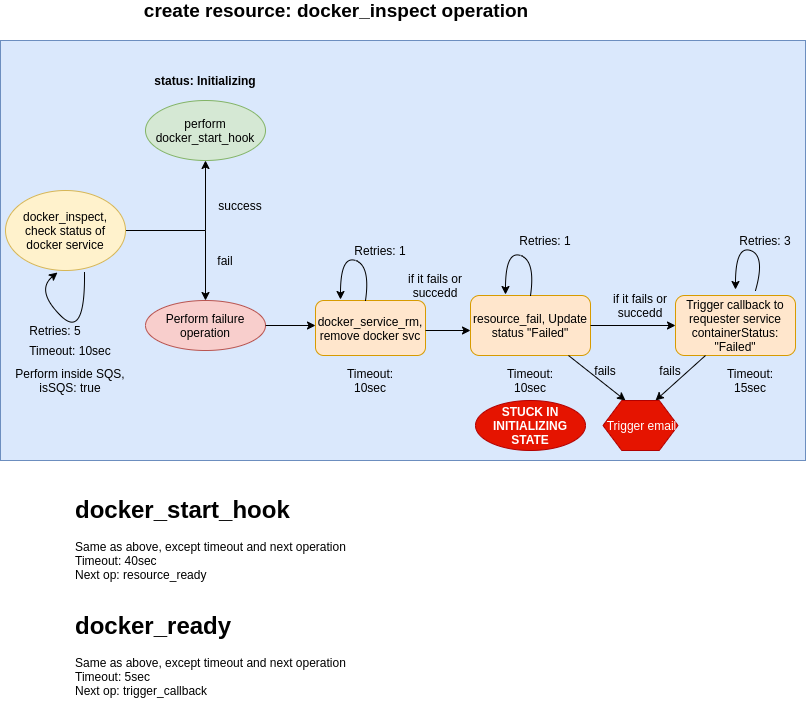 create resource: docker_inspect operation
status: Initializing
perform
docker_start_hook
docker_inspect,
check status of
docker service
success
fail
Retries: 5
Timeout: 10sec
Perform inside SQS,
isSQS: true
Perform failure
operation
Retries: 1
docker_service_rm,
remove docker svc
Timeout:
10sec
if it fails or
succedd
Retries: 1
resource_fail, Update
status "Failed"
Timeout:
10sec
STUCK IN
INITIALIZING
STATE
if it fails or
succedd
Retries: 3
Trigger callback to
requester service
containerStatus:
"Failed"
Timeout:
15sec
fails
fails
Trigger email
docker_start_hook
Same as above, except timeout and next operation
Timeout: 40sec
Next op: resource_ready
docker_ready
Same as above, except timeout and next operation
Timeout: 5sec
Next op: trigger_callback